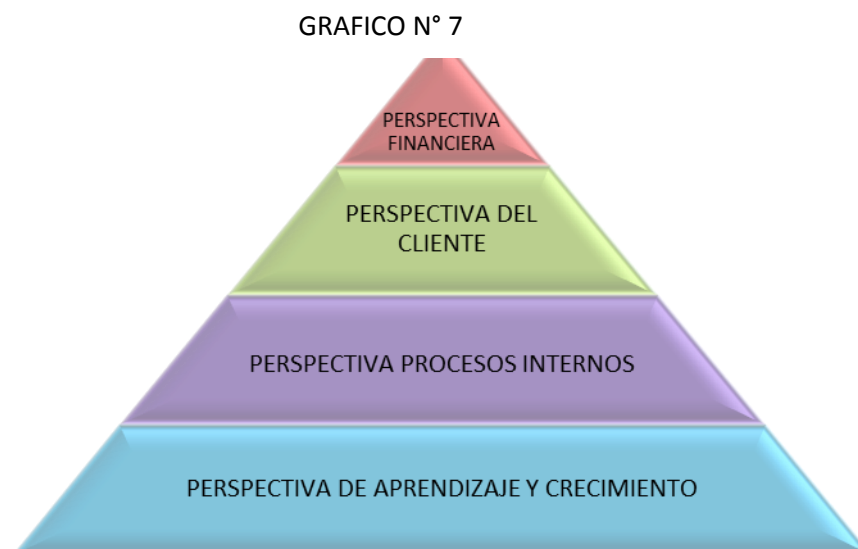 GRAFICO N° 7
PERSPECTIVA
FINANCIERA
PERSPECTIVA DEL
CLIENTE
PERSPECTIVA PROCESOS INTERNOS
PERSPECTIVA DE APRENDIZAJE Y CRECIMIENTO